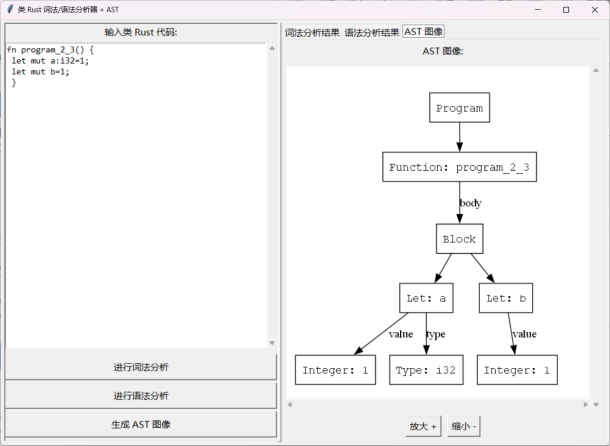 类 Rust 词法/语法分析器 + AST
输入类 Rust 代码:
fn program_2_3() {
let mut a:i32=1;
let mut b=1;
}
进行词法分析
进行语法分析
生成 AST 图像
词法分析结果 语法分析结果 AST 图像
AST 图像:
Program
Function: program_2_3
body
Block
Let: a
Let: b
value
type
value
Integer: 1
Type: i32
Integer: 1
放大 +
缩小 -